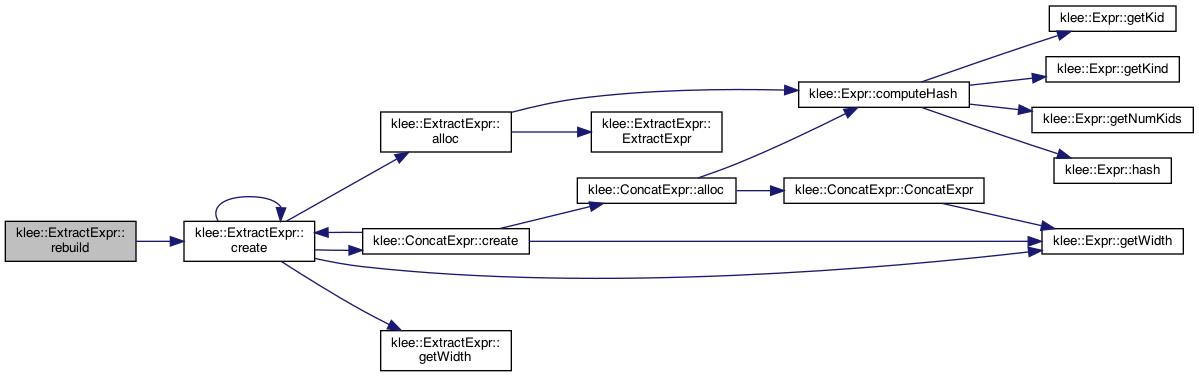 klee::ExtractExpr::
rebuild
klee::ExtractExpr::
create
klee::ExtractExpr::
alloc
klee::ConcatExpr::create
klee::ExtractExpr::
getWidth
klee::ExtractExpr::
ExtractExpr
klee::ConcatExpr::alloc
klee::Expr::computeHash
klee::ConcatExpr::ConcatExpr
klee::Expr::getKid
klee::Expr::getKind
klee::Expr::getNumKids
klee::Expr::hash
klee::Expr::getWidth